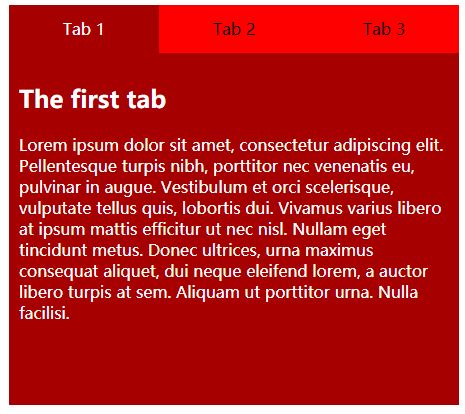 Tab 1 Tab 2 Tab 3
The first tab
Lorem ipsum dolor sit amet, consectetur adipiscing elit.
Pellentesque turpis nibh, porttitor nec venenatis eu,
pulvinar in augue. Vestibulum et orci scelerisque,
vulputate tellus quis, lobortis dui. Vivamus varius libero
at ipsum mattis efficitur ut nec nisl. Nullam eget
tincidunt metus. Donec ultrices, urna maximus
consequat aliquet, dui neque eleifend lorem, a auctor
libero turpis at sem. Aliquam ut porttitor urna. Nulla
facilisi.